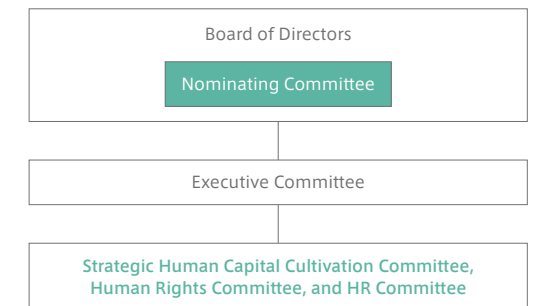 Board of Directors
Nominating Committee
Executive Committee
Strategic Human Capital Cultivation Committee,
Human Rights Committee, and HR Committee